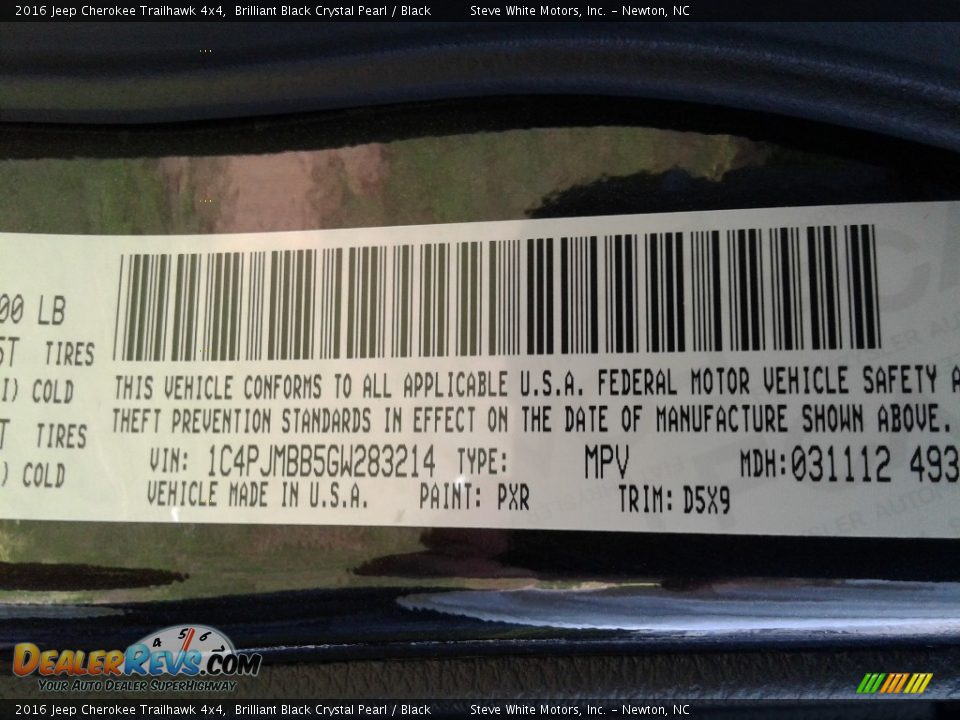 2016 Jeep Cherokee Trailhawk 4x4, Brilliant Black Crystal Pearl / Black Steve White Motors, Inc. - Newton, NC
00 LB
5T TIRES
I) COLD
T TIRES
) COLD
THIS VEHICLE CONFORMS TO ALL APPLICABLE U.S.A. FEDERAL MOTOR VEHICLE SAFETY A
THEFT PREVENTION STANDARDS IN EFFECT ON THE DATE OF MANUFACTURE SHOWN ABOVE.
VIN: 1C4PJMBB5GW283214 TYPE: MPV MDH:031112 493
VEHICLE MADE IN U.S.A. PAINT: PXR TRIM: D5X9
4 5 6
DEALERREVS.COM
Your Auto Dealer SuperHighway
2016 Jeep Cherokee Trailhawk 4x4, Brilliant Black Crystal Pearl / Black Steve White Motors, Inc. - Newton, NC